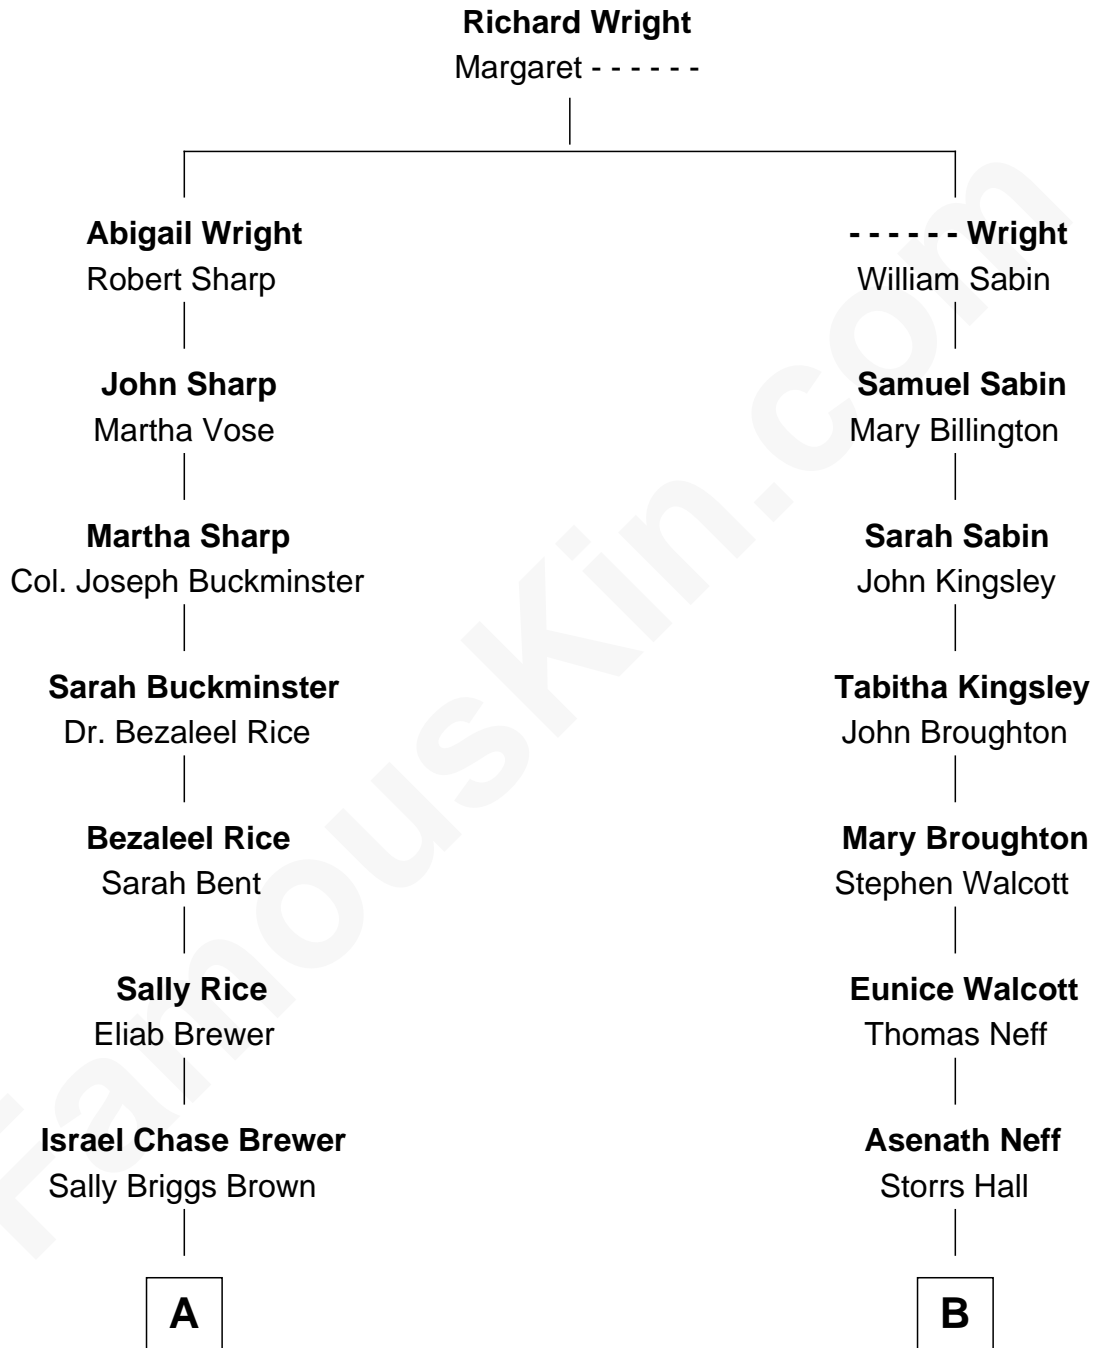 Richard Wright
Margaret - - - - - -
Abigail Wright
Robert Sharp
- - - - - - Wright
William Sabin
John Sharp
Martha Vose
Samuel Sabin
Mary Billington
Martha Sharp
Col. Joseph Buckminster
Sarah Sabin
John Kingsley
Sarah Buckminster
Dr. Bezaleel Rice
Tabitha Kingsley
John Broughton
Bezaleel Rice
Sarah Bent
Mary Broughton
Stephen Walcott
Sally Rice
Eliab Brewer
Eunice Walcott
Thomas Neff
Israel Chase Brewer
Sally Briggs Brown
Asenath Neff
Storrs Hall
A
B
FamousKin.com